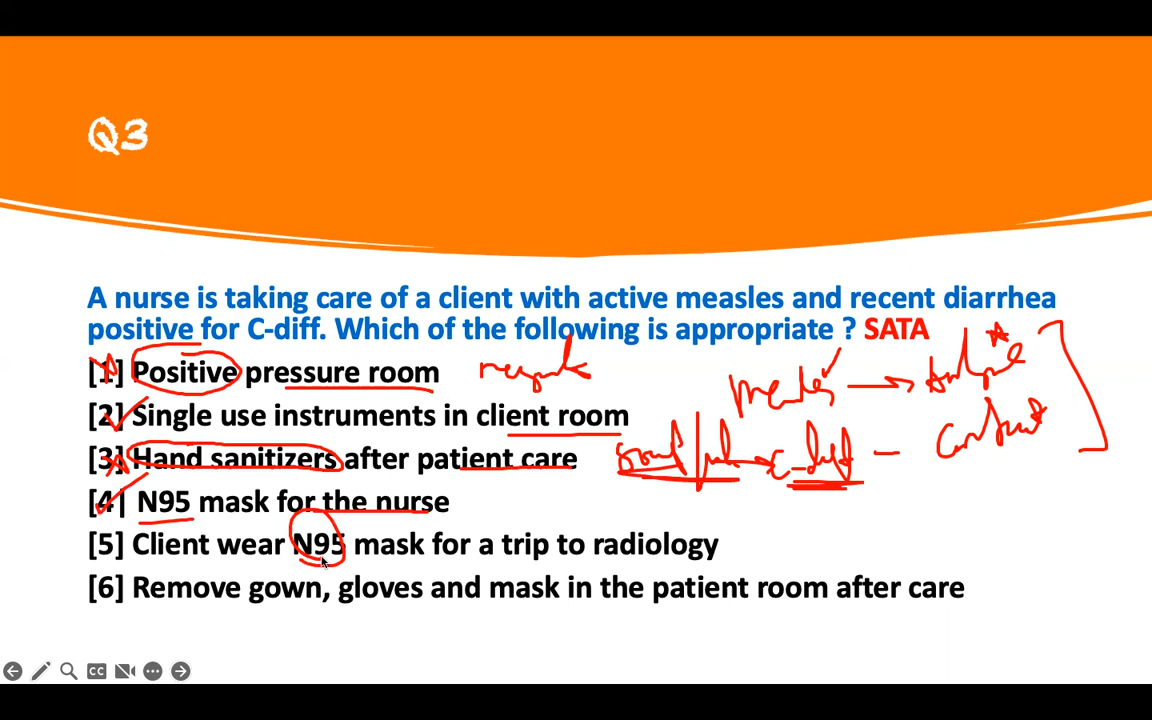 Q3
A nurse is taking care of a client with active measles and recent diarrhea
positive for C-diff. Which of the following is appropriate ? SATA
[1] Positive pressure room
[2] Single use instruments in client room
measles
[3] Hand sanitizers after patient care
C-diff
[4] N95 mask for the nurse
[5] Client wear N95 mask for a trip to radiology
[6] Remove gown, gloves and mask in the patient room after care
CC